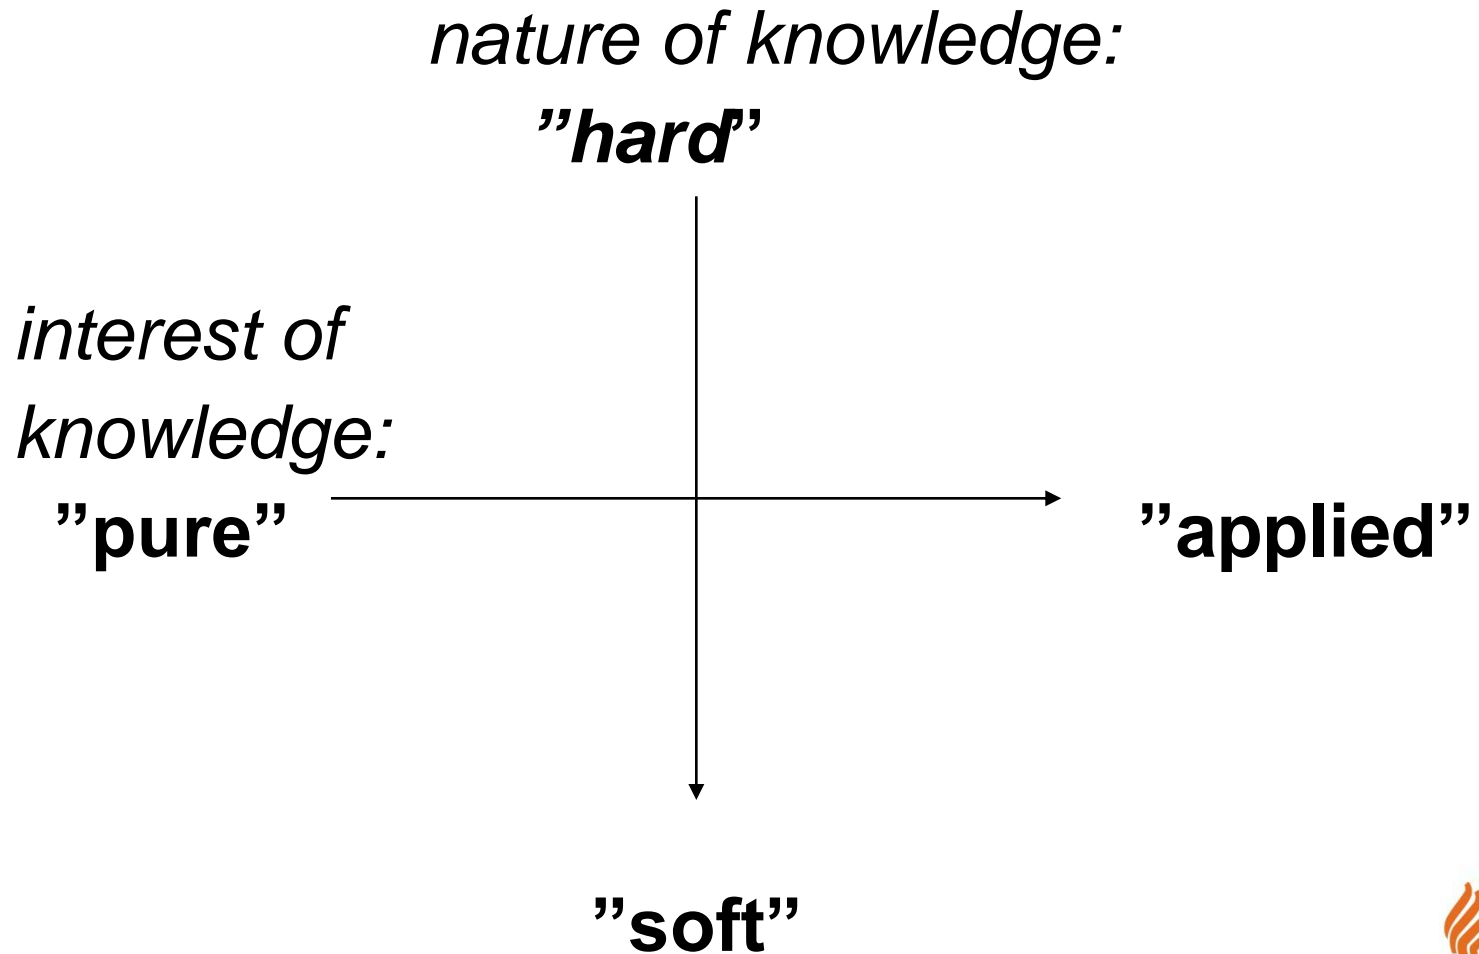 nature of knowledge:
”hard”
interest of
knowledge:
”pure”
”applied”
”soft”